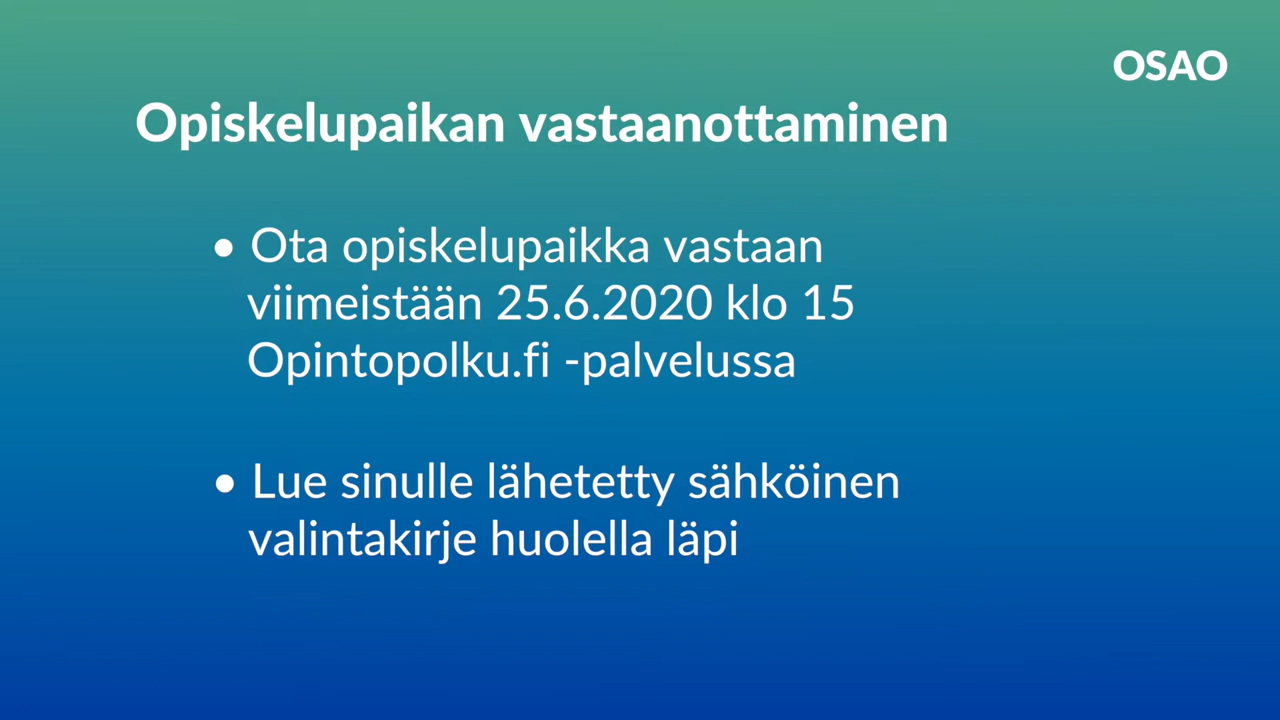 OSAO
Opiskelupaikan vastaanottaminen
• Ota opiskelupaikka vastaan
viimeistään 25.6.2020 klo 15
Opintopolku.fi -palvelussa
• Lue sinulle lähetetty sähköinen
valintakirje huolella läpi